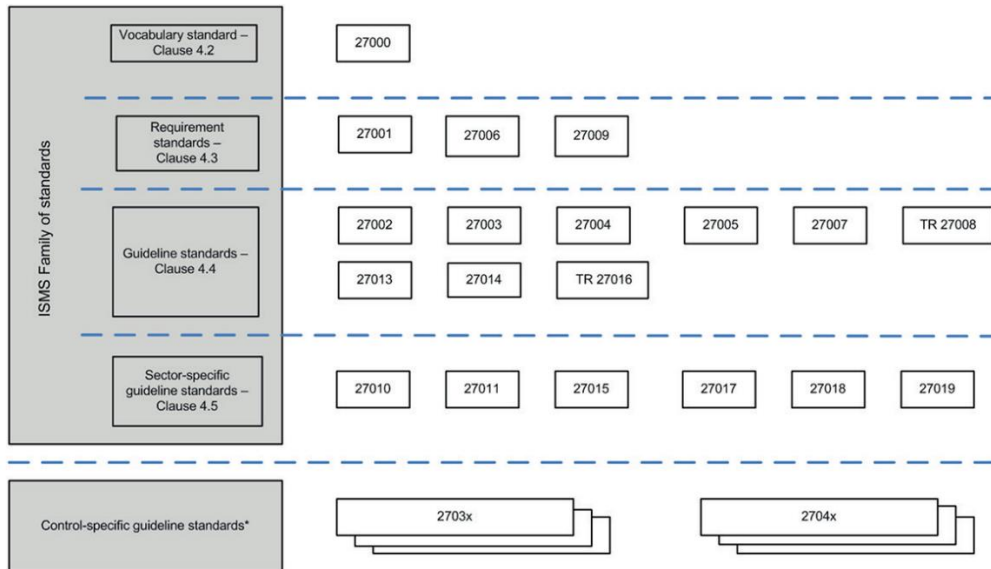 Vocabulary standard –
Clause 4.2
27000
ISMS Family of standards
Requirement
standards –
Clause 4.3
27001
27006
27009
Guideline standards –
Clause 4.4
27002
27003
27004
27005
27007
TR 27008
27013
27014
TR 27016
Sector-specific
guideline standards –
Clause 4.5
27010
27011
27015
27017
27018
27019
Control-specific guideline standards*
2703x
2704x